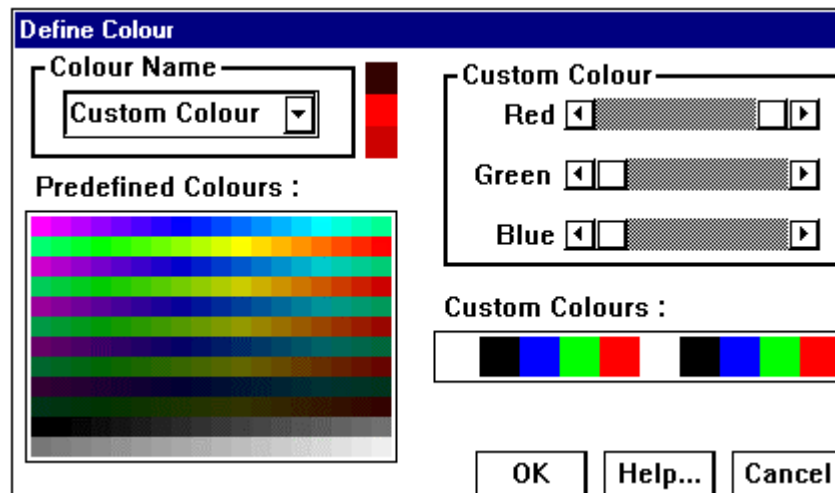 Define Colour
Colour Name
Custom Colour
Predefined Colours :
Custom Colour
Red
Green
Blue
Custom Colours :
OK
Help...
Cancel